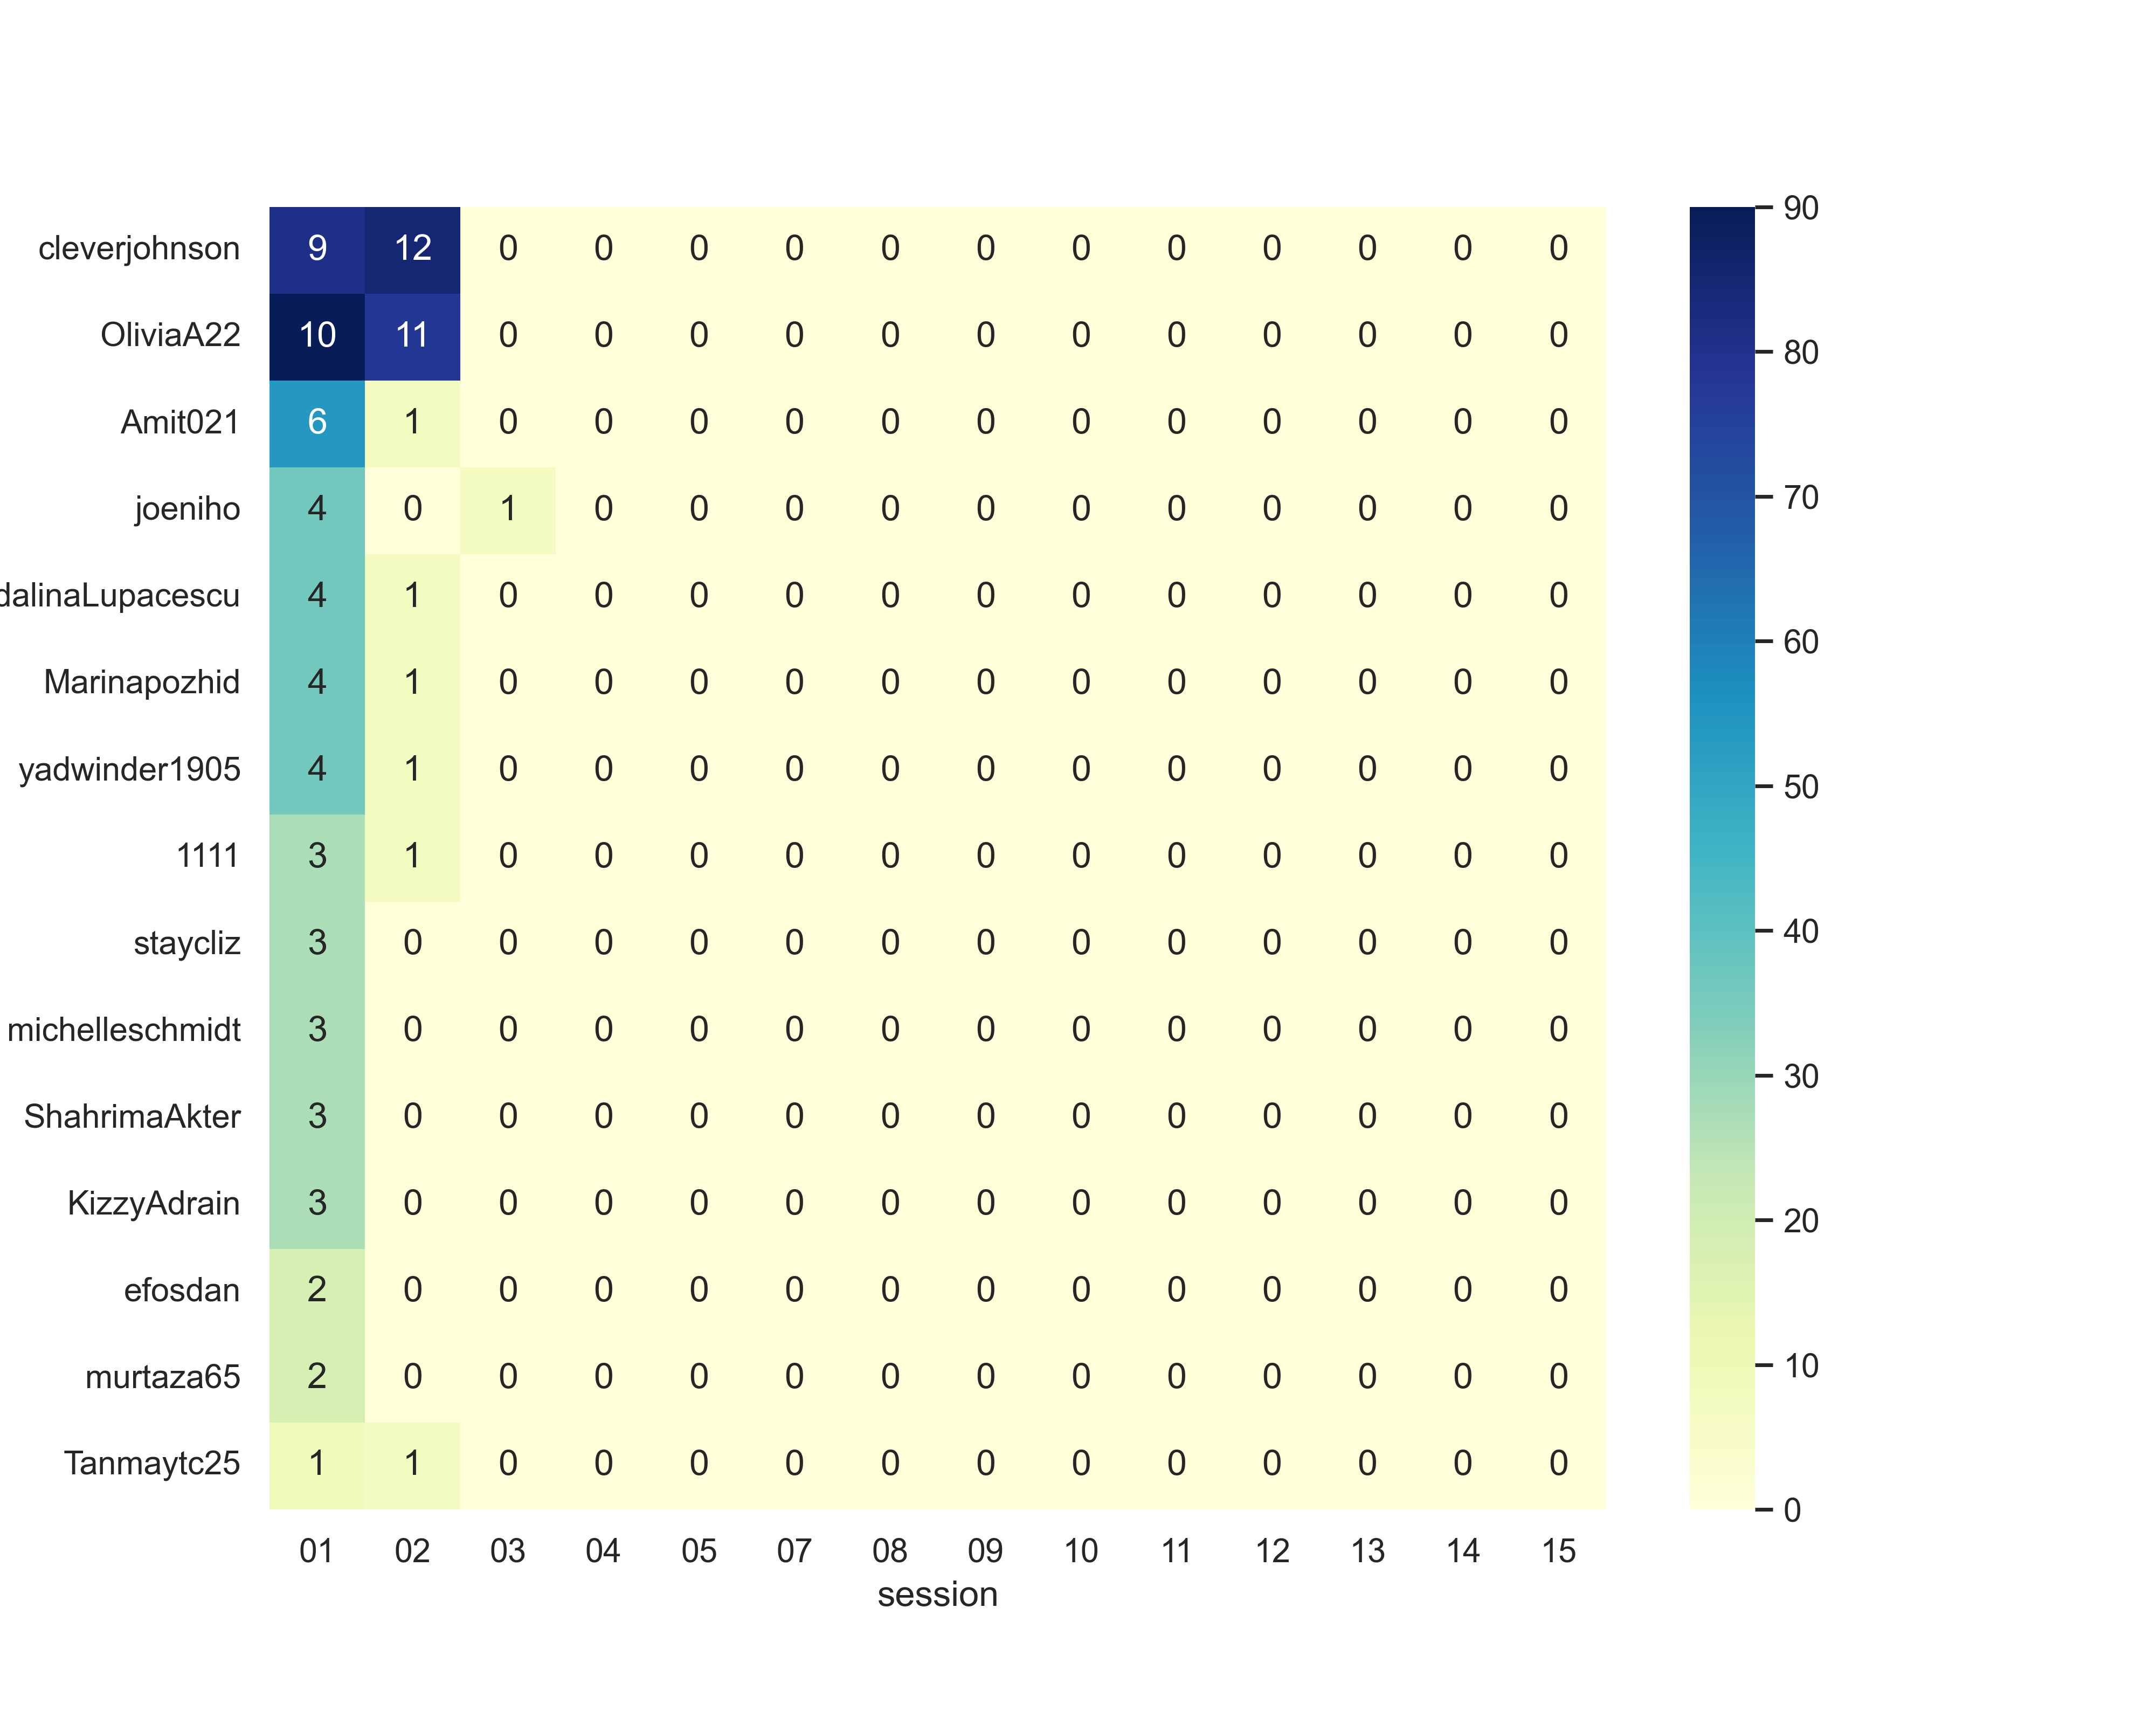 cleverjohnson 9 12 0 0 0 0 0 0 0 0 0 0 0 0 90
80
OliviaA22 10 11 0 0 0 0 0 0 0 0 0 0 0 0
Amit021 6 1 0 0 0 0 0 0 0 0 0 0 0 0
70
joeniho 4 0 1 0 0 0 0 0 0 0 0 0 0 0
dalinaLupacescu 4 1 0 0 0 0 0 0 0 0 0 0 0 0
60
Marinapozhid 4 1 0 0 0 0 0 0 0 0 0 0 0 0
yadwinder1905 4 1 0 0 0 0 0 0 0 0 0 0 0 0
50
1111 3 1 0 0 0 0 0 0 0 0 0 0 0 0
staycliz 3 0 0 0 0 0 0 0 0 0 0 0 0 0
40
michelleschmidt 3 0 0 0 0 0 0 0 0 0 0 0 0 0
30
ShahrimaAkter 3 0 0 0 0 0 0 0 0 0 0 0 0 0
KizzyAdrain 3 0 0 0 0 0 0 0 0 0 0 0 0 0
20
efosdan 2 0 0 0 0 0 0 0 0 0 0 0 0 0
10
murtaza65 2 0 0 0 0 0 0 0 0 0 0 0 0 0
Tanmaytc25 1 1 0 0 0 0 0 0 0 0 0 0 0 0
0
01 02 03 04 05 07 08 09 10 11 12 13 14 15
session